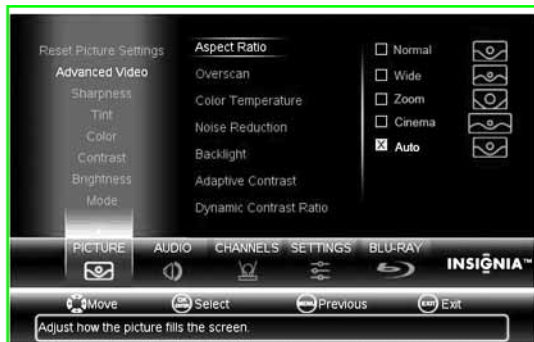 Reset Picture Settings
Advanced Video
Sharpness
Tint
Color
Contrast
Brightness
Mode
Aspect Ratio
Overscan
Color Temperature
Noise Reduction
Backlight
Adaptive Contrast
Dynamic Contrast Ratio
Normal
Wide
Zoom
Cinema
X Auto
PICTURE AUDIO CHANNELS SETTINGS BLU-RAY
INSIGNIA™
Move OK ENTER Select MENU Previous EXIT Exit
Adjust how the picture fills the screen.